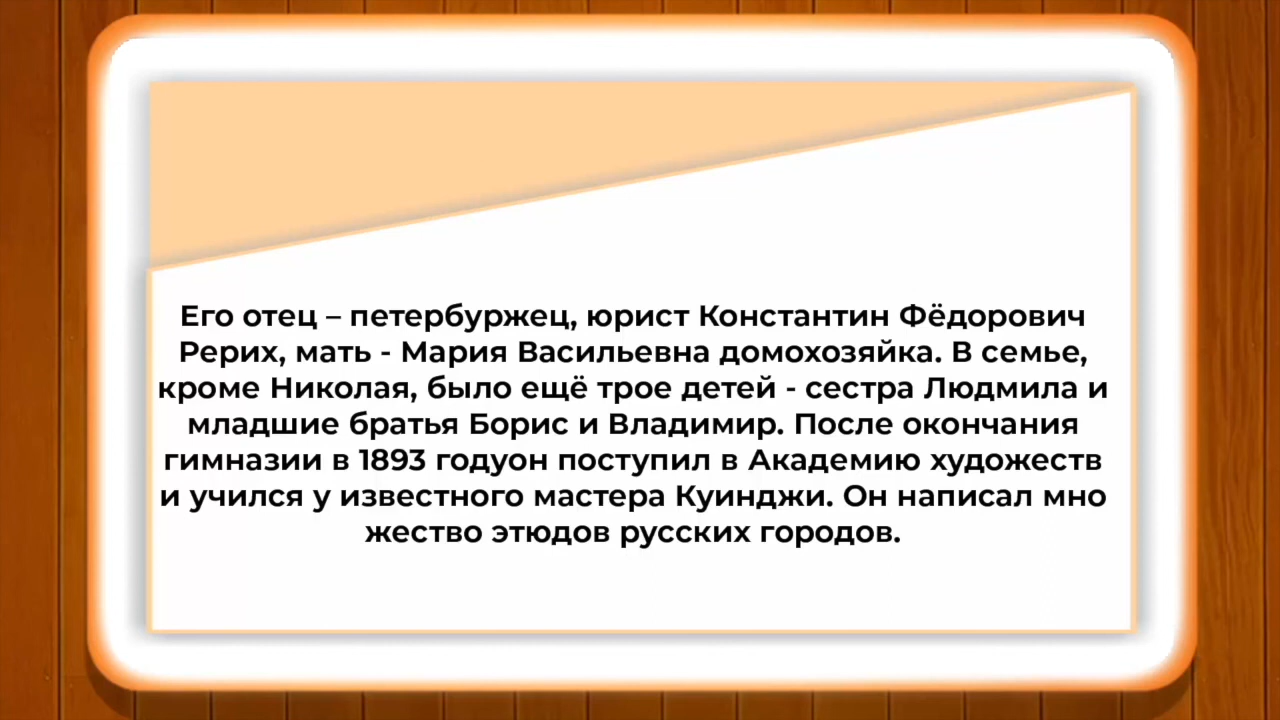 Его отец – петербуржец, юрист Константин Фёдорович
Рерих, мать - Мария Васильевна домохозяйка. В семье,
кроме Николая, было ещё трое детей - сестра Людмила и
младшие братья Борис и Владимир. После окончания
гимназии в 1893 годуон поступил в Академию художеств
и учился у известного мастера Куинджи. Он написал мно
жество этюдов русских городов.